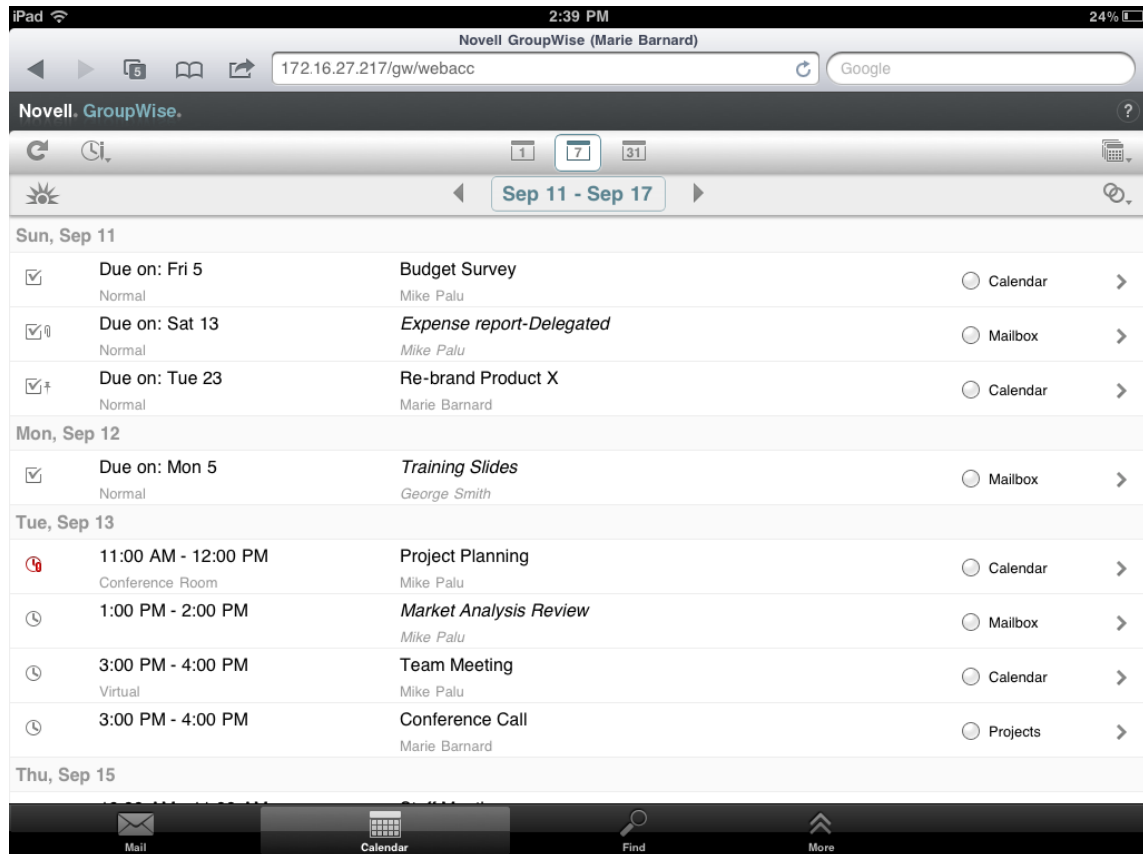 iPad 2:39 PM 24%
Novell GroupWise (Marie Barnard)
5 172.16.27.217/gw/webacc Google
Novell. GroupWise. ?
1 7 31
Sep 11 - Sep 17
Sun, Sep 11
Due on: Fri 5 Budget Survey Calendar
Normal Mike Palu
Due on: Sat 13 Expense report-Delegated Mailbox
Normal Mike Palu
Due on: Tue 23 Re-brand Product X Calendar
Normal Marie Barnard
Mon, Sep 12
Due on: Mon 5 Training Slides Mailbox
Normal George Smith
Tue, Sep 13
11:00 AM - 12:00 PM Project Planning Calendar
Conference Room Mike Palu
1:00 PM - 2:00 PM Market Analysis Review Mailbox
Mike Palu
3:00 PM - 4:00 PM Team Meeting Calendar
Virtual Mike Palu
3:00 PM - 4:00 PM Conference Call Projects
Marie Barnard
Thu, Sep 15
Mail Calendar Find More